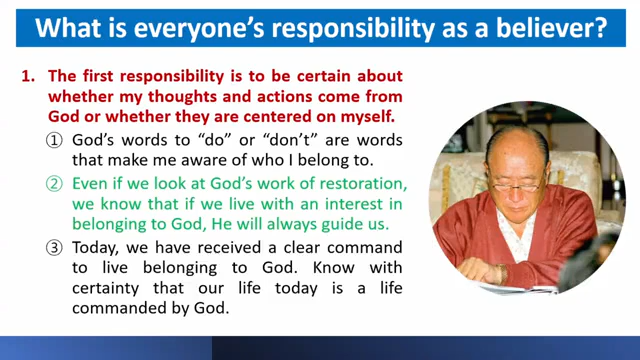 What is everyone's responsibility as a believer?
1. The first responsibility is to be certain about
whether my thoughts and actions come from
God or whether they are centered on myself.
① God's words to "do" or "don't" are words
that make me aware of who I belong to.
② Even if we look at God's work of restoration,
we know that if we live with an interest in
belonging to God, He will always guide us.
③ Today, we have received a clear command
to live belonging to God. Know with
certainty that our life today is a life
commanded by God.